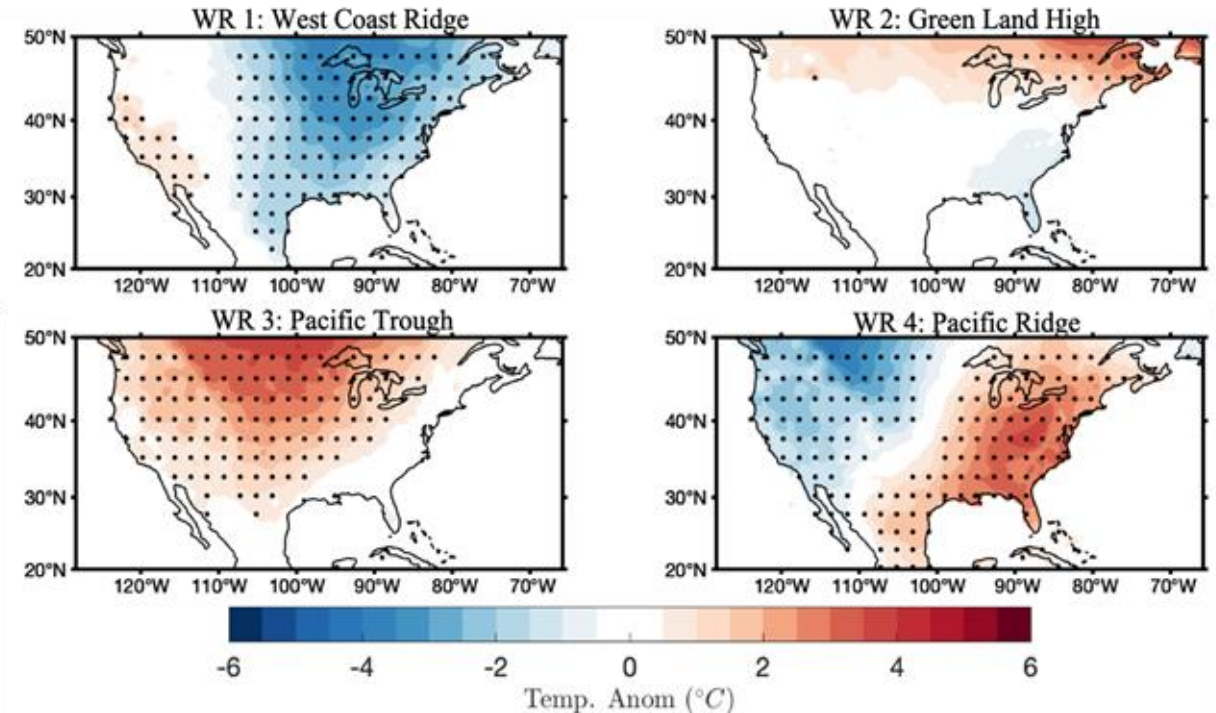 WR 1: West Coast Ridge
WR 2: Green Land High
50°N
40°N
30°N
20°N
120°W 110°W 100°W 90°W 80°W 70°W
50°N
40°N
30°N
20°N
120°W 110°W 100°W 90°W 80°W 70°W
WR 3: Pacific Trough
WR 4: Pacific Ridge
50°N
40°N
30°N
20°N
120°W 110°W 100°W 90°W 80°W 70°W
50°N
40°N
30°N
20°N
120°W 110°W 100°W 90°W 80°W 70°W
-6 -4 -2 0 2 4 6
Temp. Anom (°C)